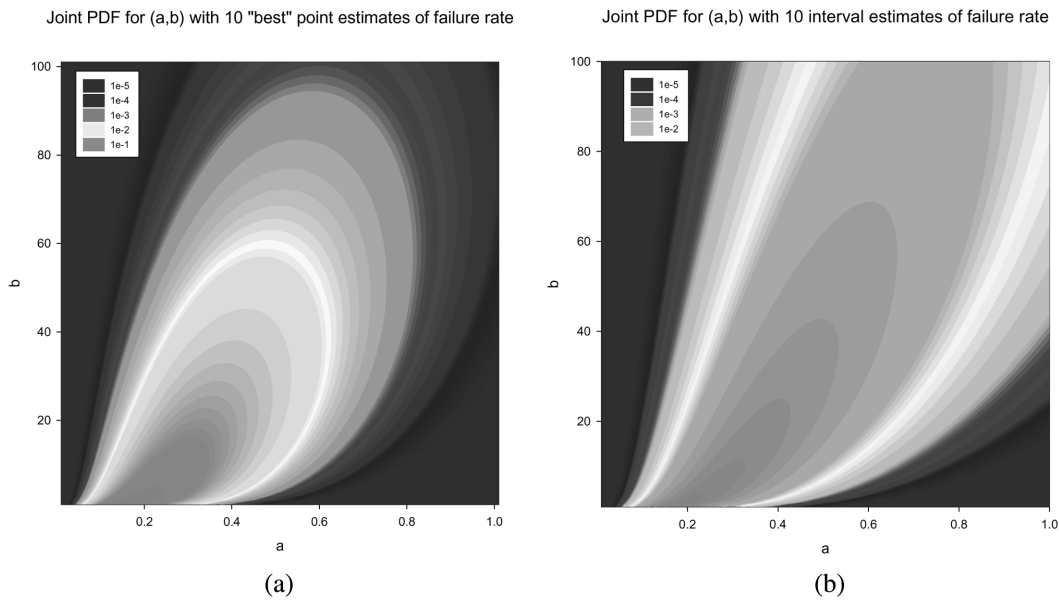 Joint PDF for (a,b) with 10 "best" point estimates of failure rate
100
80
60
40
20
b
1e-5
1e-4
1e-3
1e-2
1e-1
0.2 0.4 0.6 0.8 1.0
a
(a)
Joint PDF for (a,b) with 10 interval estimates of failure rate
100
80
60
40
20
b
1e-5
1e-4
1e-3
1e-2
0.2 0.4 0.6 0.8 1.0
a
(b)